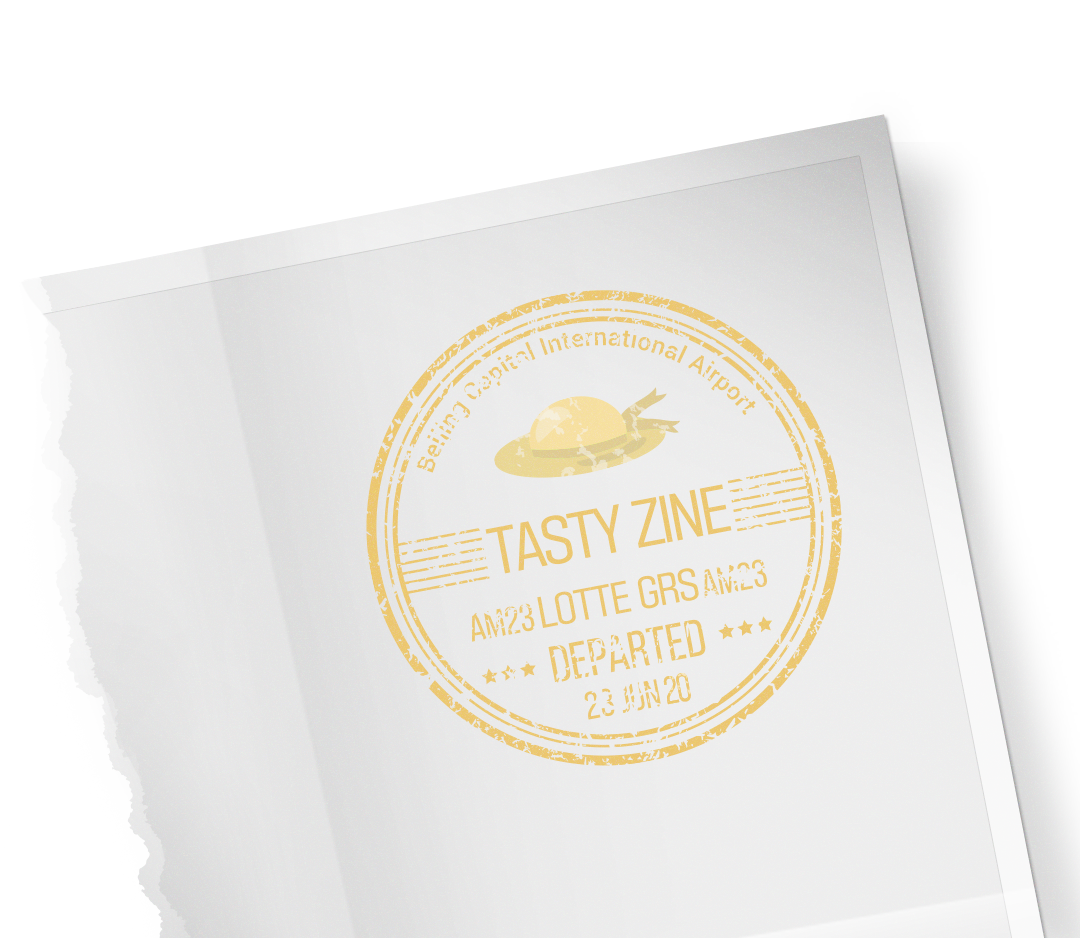 Beijing Capital International Airport
TASTY ZINE
AM23 LOTTE GRS AM23
DEPARTED
23 JUN 20